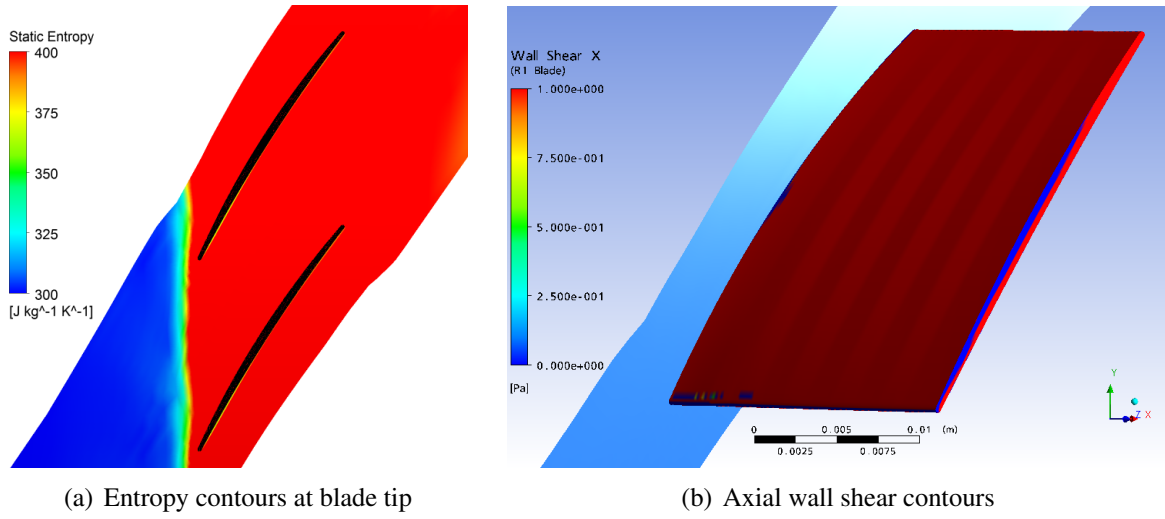 Static Entropy
400
375
350
325
300
[J kg^-1 K^-1]
Wall Shear X
(R1 Blade)
1.000e+000
7.500e-001
5.000e-001
2.500e-001
0.000e+000
[Pa]
0 0.005 0.01 (m)
0.0025 0.0075
Y
Z X
(a) Entropy contours at blade tip
(b) Axial wall shear contours